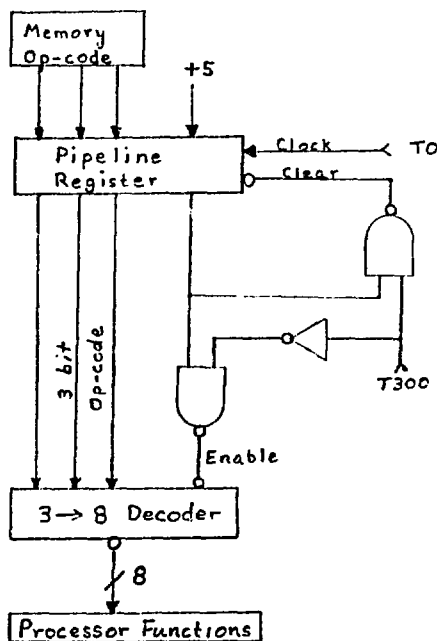 Memory
Op-code
+5
Pipeline
Register
Clock
T0
Clear
T300
3 bit
Op-code
Enable
3→8 Decoder
8
Processor Functions